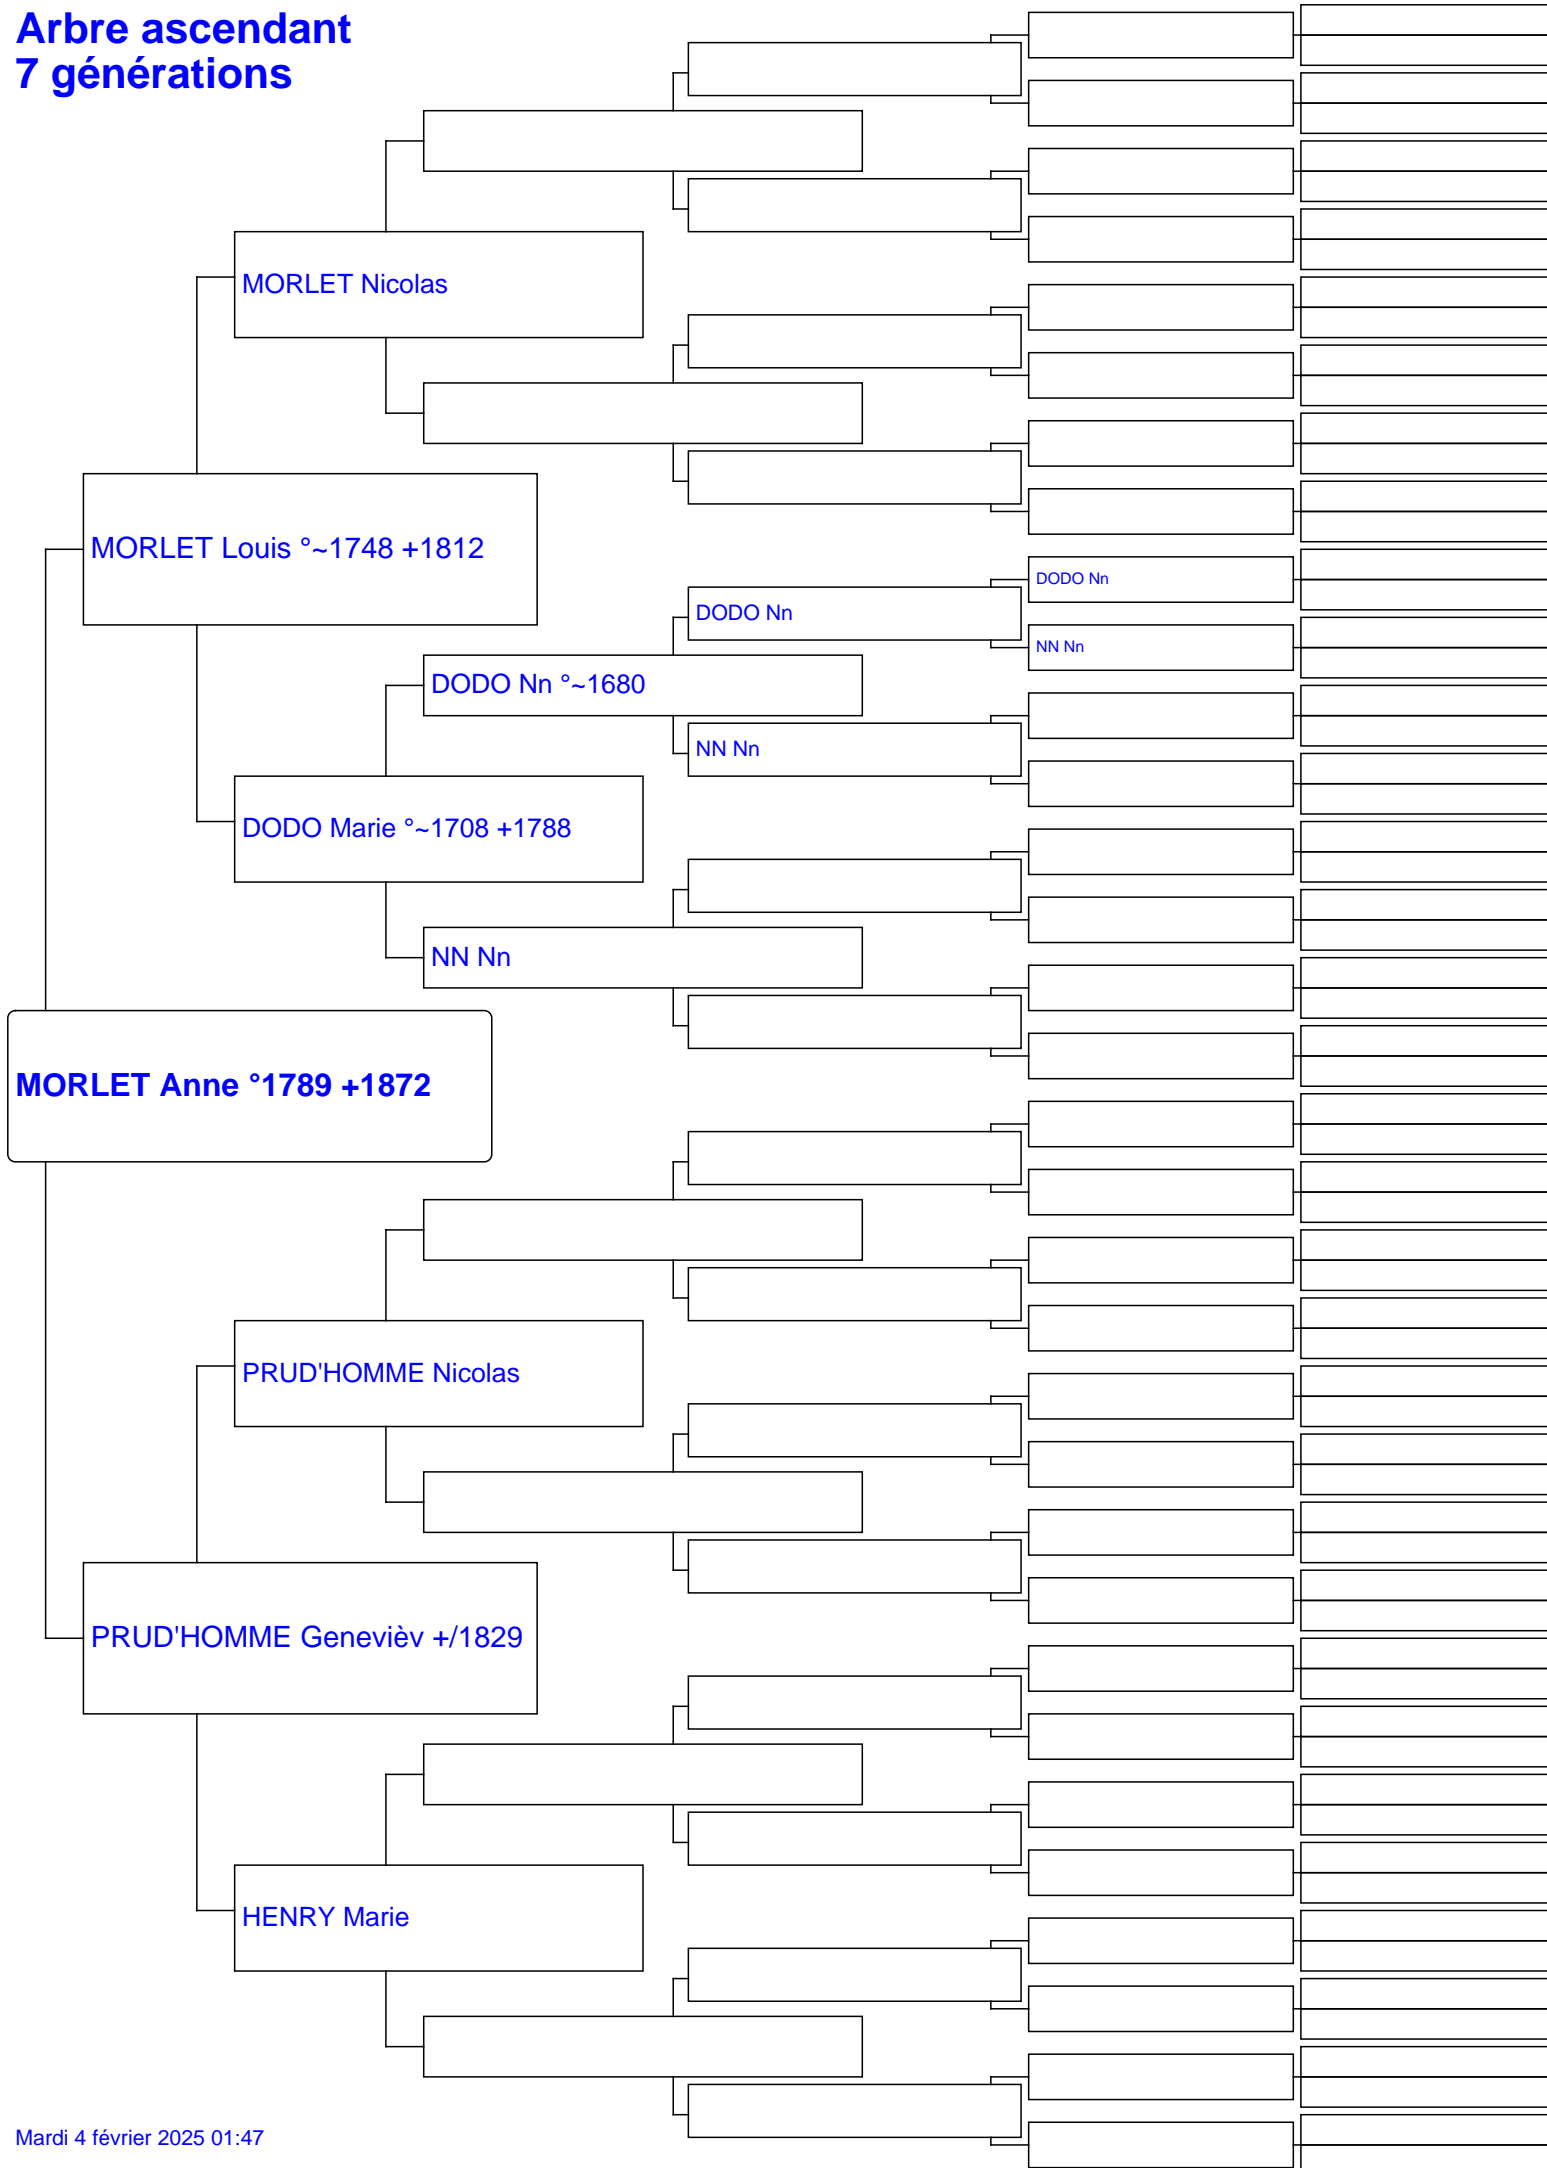 Arbre ascendant
7 générations
MORLET Nicolas
MORLET Louis °~1748 +1812
DODO Nn
DODO Nn
NN Nn
DODO Nn °~1680
NN Nn
DODO Marie °~1708 +1788
NN Nn
MORLET Anne °1789 +1872
PRUD'HOMME Nicolas
PRUD'HOMME Genevièv +/1829
HENRY Marie
Mardi 4 février 2025 01:47